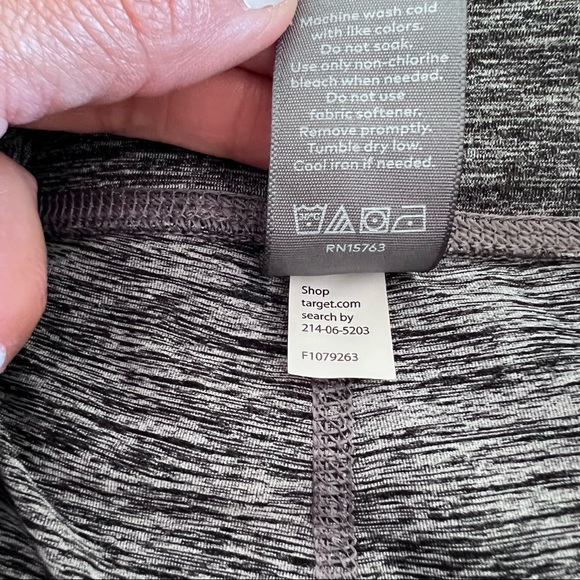 Machine wash cold
with like colors.
Do not soak.
Use only non-chlorine
bleach when needed.
Do not use
fabric softener.
Remove promptly.
Tumble dry low.
Cool iron if needed.
30°C
RN15763
Shop
target.com
search by
214-06-5203
F1079263